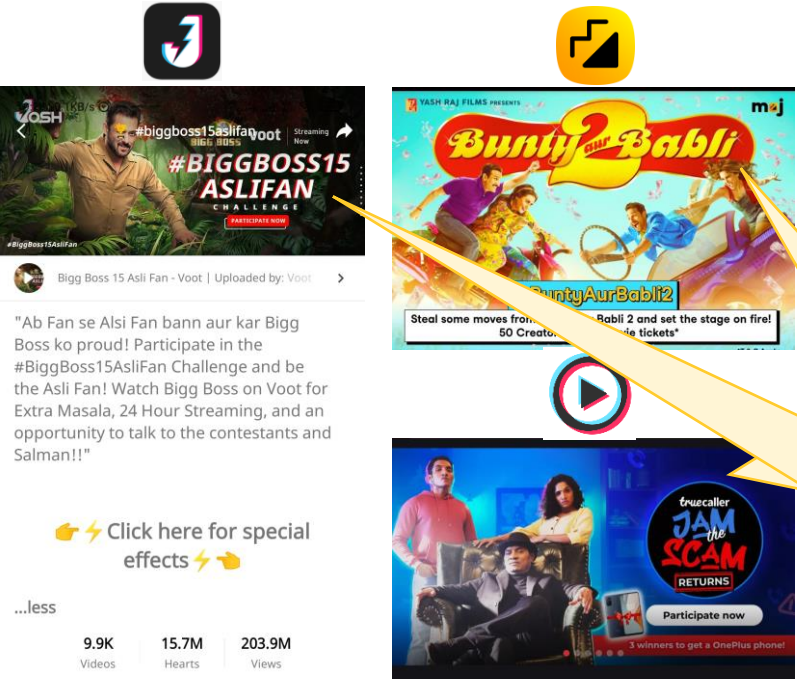 JOSH
1KB/s
#biggboss15aslifan
voot
Streaming
Now
BIGG BOSS
#BIGGBOSS15
ASLIFAN
CHALLENGE
PARTICIPATE NOW
#BiggBoss15AsliFan
Bigg Boss 15 Asli Fan - Voot | Uploaded by: Voot
"Ab Fan se Alsi Fan bann aur kar Bigg
Boss ko proud! Participate in the
#BiggBoss15AsliFan Challenge and be
the Asli Fan! Watch Bigg Boss on Voot for
Extra Masala, 24 Hour Streaming, and an
opportunity to talk to the contestants and
Salman!!"
👉⚡Click here for special
effects⚡👈
...less
9.9K 15.7M 203.9M
Videos Hearts Views
YASH RAJ FILMS PRESENTS
moj
Bunty aur Babli
2
BuntyAurBabli2
Steal some moves from Babli 2 and set the stage on fire!
50 tickets*
truecaller
JAM
the
SCAM
RETURNS
Participate now
3 winners to get a OnePlus phone!